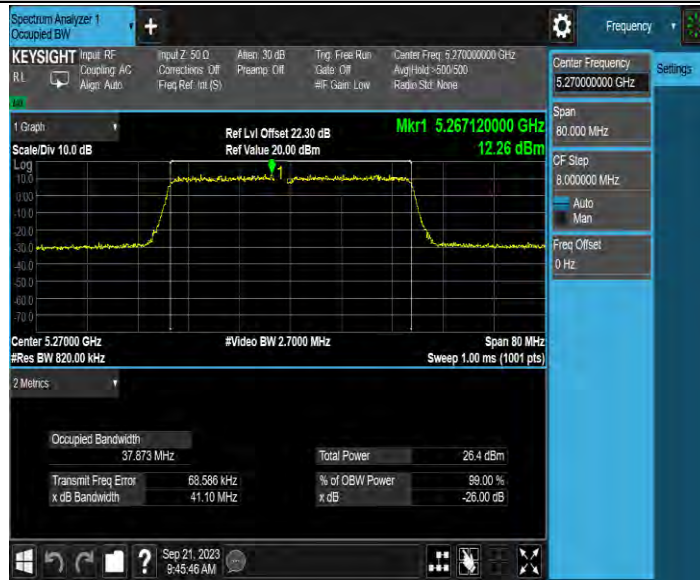 Spectrum Analyzer 1
Occupied BW
Frequency
KEYSIGHT
RL
Input: RF
Coupling: AC
Align: Auto
Input Z: 50 Ω
Corrections: Off
Freq Ref: Int (S)
Atten: 30 dB
Preamp: Off
Trig: Free Run
Gate: Off
#IF Gain: Low
Center Freq: 5.270000000 GHz
Avg|Hold: >500/500
Radio Std: None
1 Graph
Scale/Div 10.0 dB
Ref Lvl Offset 22.30 dB
Ref Value 20.00 dBm
Mkr1 5.267120000 GHz
12.26 dBm
Log
10.0
0.00
-10.0
-20.0
-30.0
-40.0
-50.0
-60.0
-70.0
1
Center 5.27000 GHz
#Res BW 820.00 kHz
#Video BW 2.7000 MHz
Span 80 MHz
Sweep 1.00 ms (1001 pts)
2 Metrics
Occupied Bandwidth
37.873 MHz
Transmit Freq Error 68.586 kHz
x dB Bandwidth 41.10 MHz
Total Power 26.4 dBm
% of OBW Power 99.00 %
x dB -26.00 dB
Center Frequency
5.270000000 GHz
Span
80.000 MHz
CF Step
8.000000 MHz
Auto
Man
Freq Offset
0 Hz
Settings
?
Sep 21, 2023
9:45:46 AM